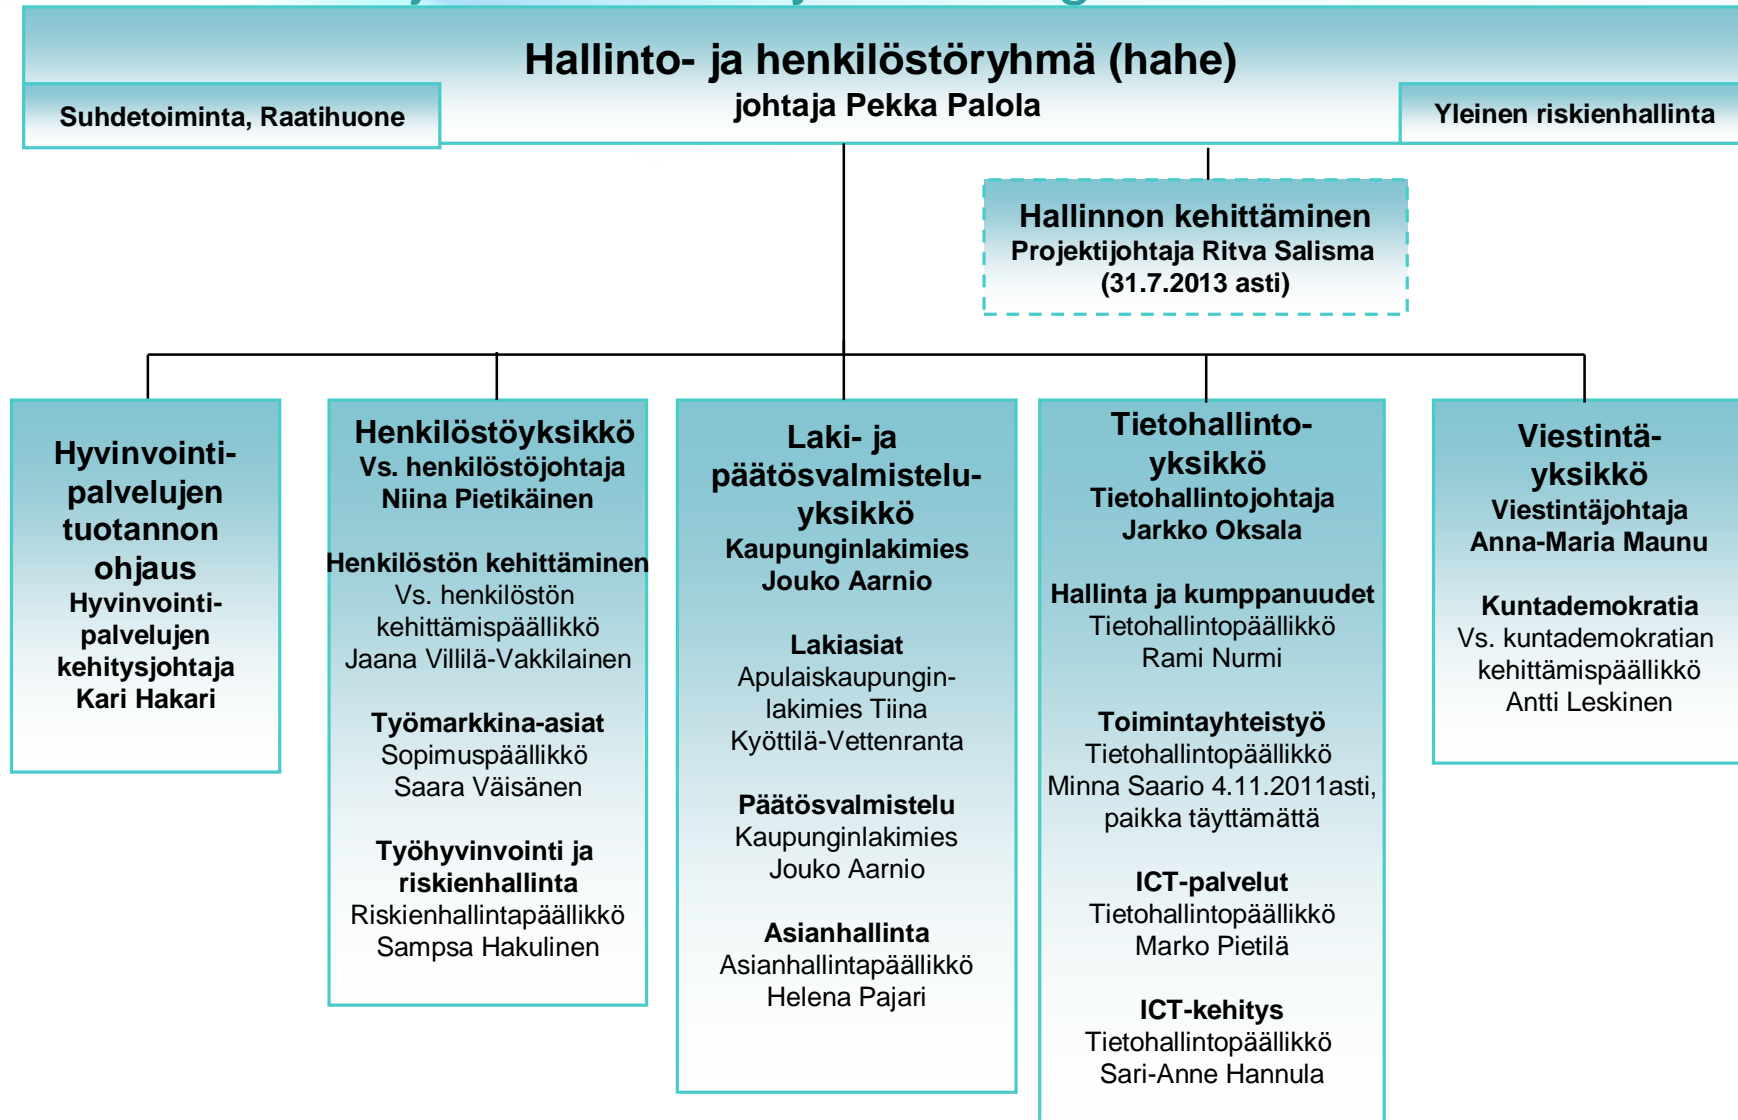 Hallinto- ja henkilöstöryhmä (hahe)
johtaja Pekka Palola
Suhdetoiminta, Raatihuone
Yleinen riskienhallinta
Hallinnon kehittäminen
Projektijohtaja Ritva Salisma
(31.7.2013 asti)
Hyvinvointi-
palvelujen
tuotannon
ohjaus
Hyvinvointi-
palvelujen
kehitysjohtaja
Kari Hakari
Henkilöstöyksikkö
Vs. henkilöstöjohtaja
Niina Pietikäinen
Henkilöstön kehittäminen
Vs. henkilöstön
kehittämispäällikkö
Jaana Villilä-Vakkilainen
Työmarkkina-asiat
Sopimuspäällikkö
Saara Väisänen
Työhyvinvointi ja
riskienhallinta
Riskienhallintapäällikkö
Sampsa Hakulinen
Laki- ja
päätösvalmistelu-
yksikkö
Kaupunginlakimies
Jouko Aarnio
Lakiasiat
Apulaiskaupungin-
lakimies Tiina
Kyöttilä-Vettenranta
Päätösvalmistelu
Kaupunginlakimies
Jouko Aarnio
Asianhallinta
Asianhallintapäällikkö
Helena Pajari
Tietohallinto-
yksikkö
Tietohallintojohtaja
Jarkko Oksala
Hallinta ja kumppanuudet
Tietohallintopäällikkö
Rami Nurmi
Toimintayhteistyö
Tietohallintopäällikkö
Minna Saario 4.11.2011asti,
paikka täyttämättä
ICT-palvelut
Tietohallintopäällikkö
Marko Pietilä
ICT-kehitys
Tietohallintopäällikkö
Sari-Anne Hannula
Viestintä-
yksikkö
Viestintäjohtaja
Anna-Maria Maunu
Kuntademokratia
Vs. kuntademokratian
kehittämispäällikkö
Antti Leskinen